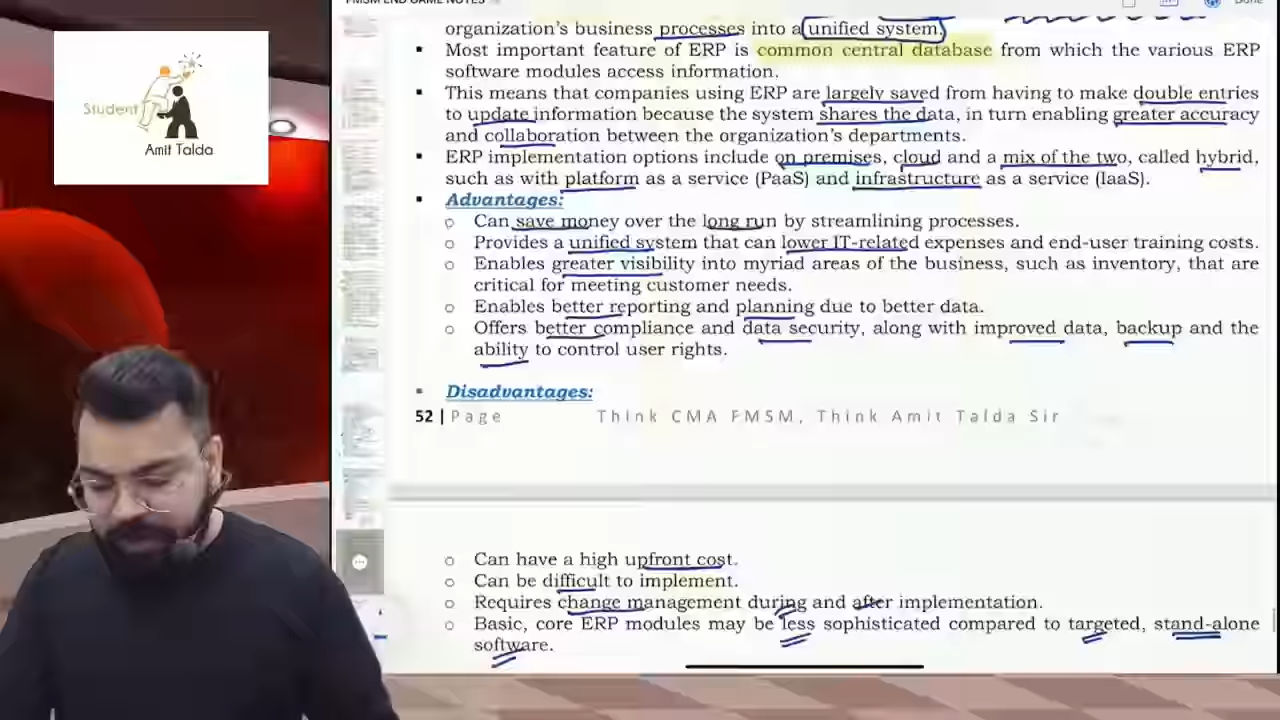 FMSM END GAME NOTES
Done
Student
Amit Talda
organization's business processes into a unified system.
▪ Most important feature of ERP is common central database from which the various ERP
software modules access information.
▪ This means that companies using ERP are largely saved from having to make double entries
to update information because the system shares the data, in turn enabling greater accuracy
and collaboration between the organization's departments.
▪ ERP implementation options include on-premises, cloud and a mix of the two, called hybrid,
such as with platform as a service (PaaS) and infrastructure as a service (IaaS).
▪ Advantages:
o Can save money over the long run by streamlining processes.
o Provides a unified system that can lower IT-related expenses and end user training costs.
o Enables greater visibility into myriad areas of the business, such as inventory, that are
critical for meeting customer needs.
o Enables better reporting and planning due to better data.
o Offers better compliance and data security, along with improved data, backup and the
ability to control user rights.
▪ Disadvantages:
52 | Page Think CMA FMSM, Think Amit Talda Sir
o Can have a high upfront cost.
o Can be difficult to implement.
o Requires change management during and after implementation.
o Basic, core ERP modules may be less sophisticated compared to targeted, stand-alone
software.